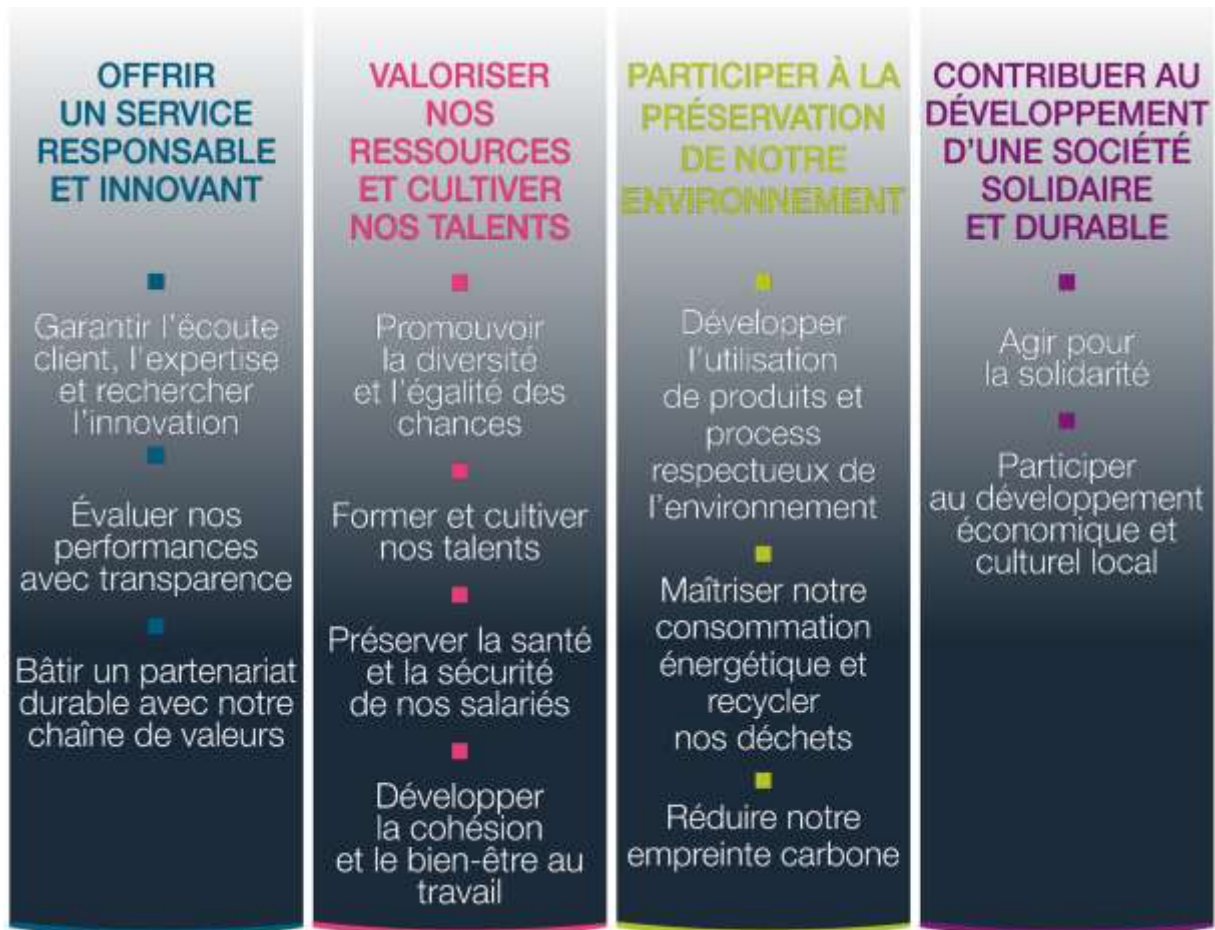 OFFRIR
UN SERVICE
RESPONSABLE
ET INNOVANT
Garantir l'écoute
client, l'expertise
et rechercher
l'innovation
Évaluer nos
performances
avec transparence
Bâtir un partenariat
durable avec notre
chaîne de valeurs
VALORISER
NOS
RESSOURCES
ET CULTIVER
NOS TALENTS
Promouvoir
la diversité
et l'égalité des
chances
Former et cultiver
nos talents
Préserver la santé
et la sécurité
de nos salariés
Développer
la cohésion
et le bien-être au
travail
PARTICIPER À LA
PRÉSERVATION
DE NOTRE
ENVIRONNEMENT
Développer
l'utilisation
de produits et
process
respectueux de
l'environnement
Maîtriser notre
consommation
énergétique et
recycler
nos déchets
Réduire notre
empreinte carbone
CONTRIBUER AU
DÉVELOPPEMENT
D'UNE SOCIÉTÉ
SOLIDAIRE
ET DURABLE
Agir pour
la solidarité
Participer
au développement
économique et
culturel local